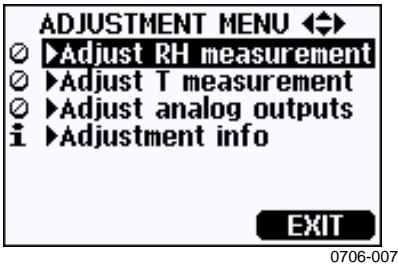 ADJUSTMENT MENU
Adjust RH measurement
Adjust T measurement
Adjust analog outputs
i Adjustment info
EXIT
0706-007